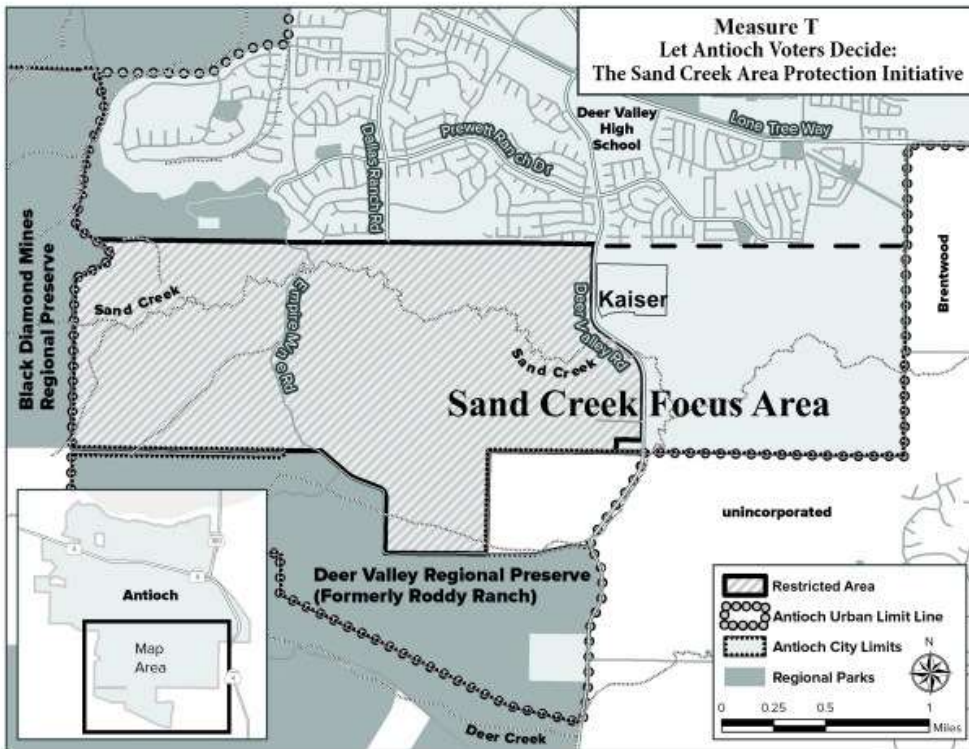 Measure T
Let Antioch Voters Decide:
The Sand Creek Area Protection Initiative
Deer Valley
High
School
Lone Tree Way
Prewett Ranch Dr
Dallas Ranch Rd
Black Diamond Mines
Regional Preserve
Sand Creek
Empire Mine Rd
Deer Valley Rd
Kaiser
Brentwood
Sand Creek
Sand Creek Focus Area
unincorporated
Deer Valley Regional Preserve
(Formerly Roddy Ranch)
Deer Creek
4
4
4
Antioch
Map
Area
Restricted Area
Antioch Urban Limit Line
Antioch City Limits
Regional Parks
N
0 0.25 0.5 1
Miles